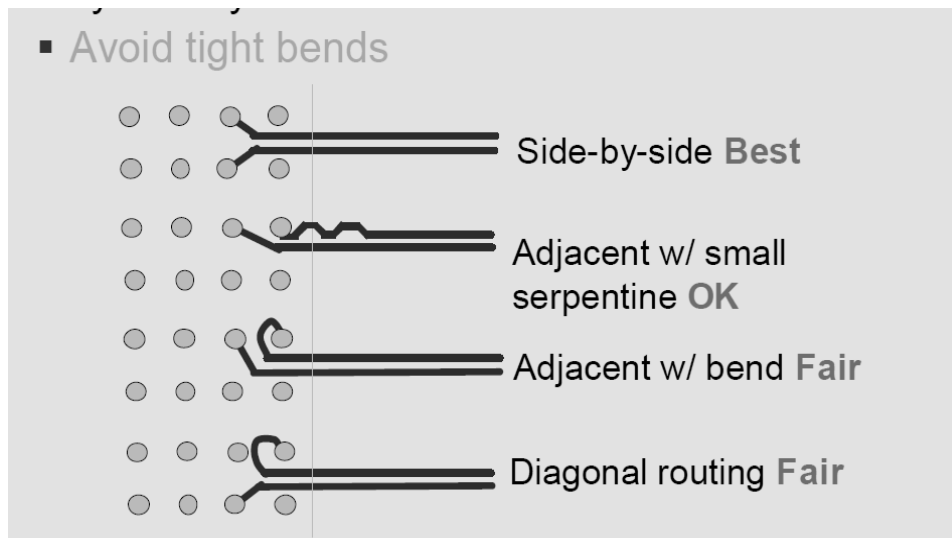 ▪ Avoid tight bends
Side-by-side Best
Adjacent w/ small
serpentine OK
Adjacent w/ bend Fair
Diagonal routing Fair